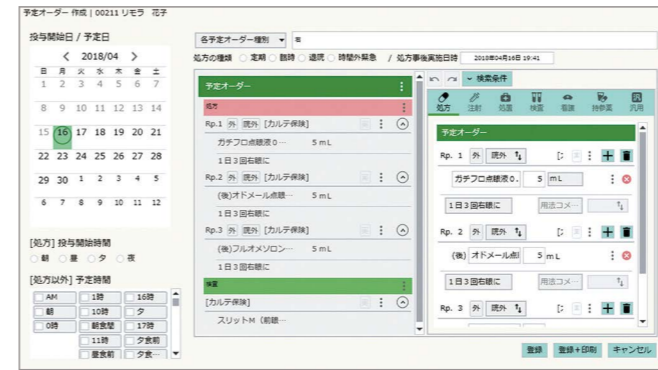 予定オーダー 作成 | 00211 リモラ 花子
投与開始日 / 予定日
2018/04
日 月 火 水 木 金 土
1 2 3 4 5 6 7
8 9 10 11 12 13 14
15 16 17 18 19 20 21
22 23 24 25 26 27 28
29 30 1 2 3 4 5
6 7 8 9 10 11 12
[処方] 投与開始時間
朝 昼 夕 夜
[処方以外] 予定時間
AM 1時 16時
朝 10時 夕
0時 朝食間 17時
11時 夕食前
昼食前 夕食…
各予定オーダー種別
処方の種類 定期 臨時 退院 時間外緊急 / 処方事後実施日時 2018年04月16日 19:41
予定オーダー
処方
Rp.1 外 院外 [カルテ保険]
ガチフロ点眼液0… 5 mL
1日3回右眼に
Rp.2 外 院外 [カルテ保険]
(後)オドメール点眼… 5 mL
1日3回右眼に
Rp.3 外 院外 [カルテ保険]
(後)フルオメソロン… 5 mL
1日3回右眼に
検査
[カルテ保険]
スリットM (前眼…
検索条件
処方 注射 処置 検査 看護 持参薬 汎用
予定オーダー
Rp. 1 外 院外
ガチフロ点眼液0. 5 mL
1日3回右眼に 用法コメ…
Rp. 2 外 院外
(後) オドメール点 5 mL
1日3回右眼に 用法コメ…
Rp. 3 外 院外
登録 登録+印刷 キャンセル